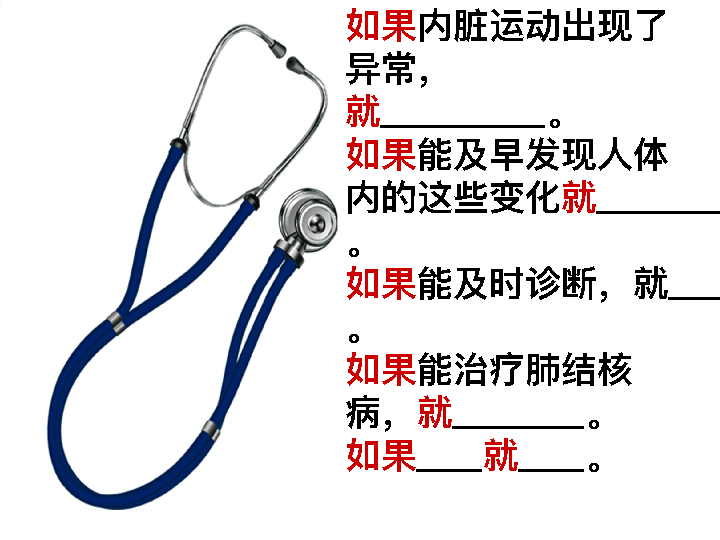 如果内脏运动出现了
异常，
就_________。
如果能及早发现人体
内的这些变化就_______
。
如果能及时诊断，就___
。
如果能治疗肺结核
病，就_______。
如果____就____。